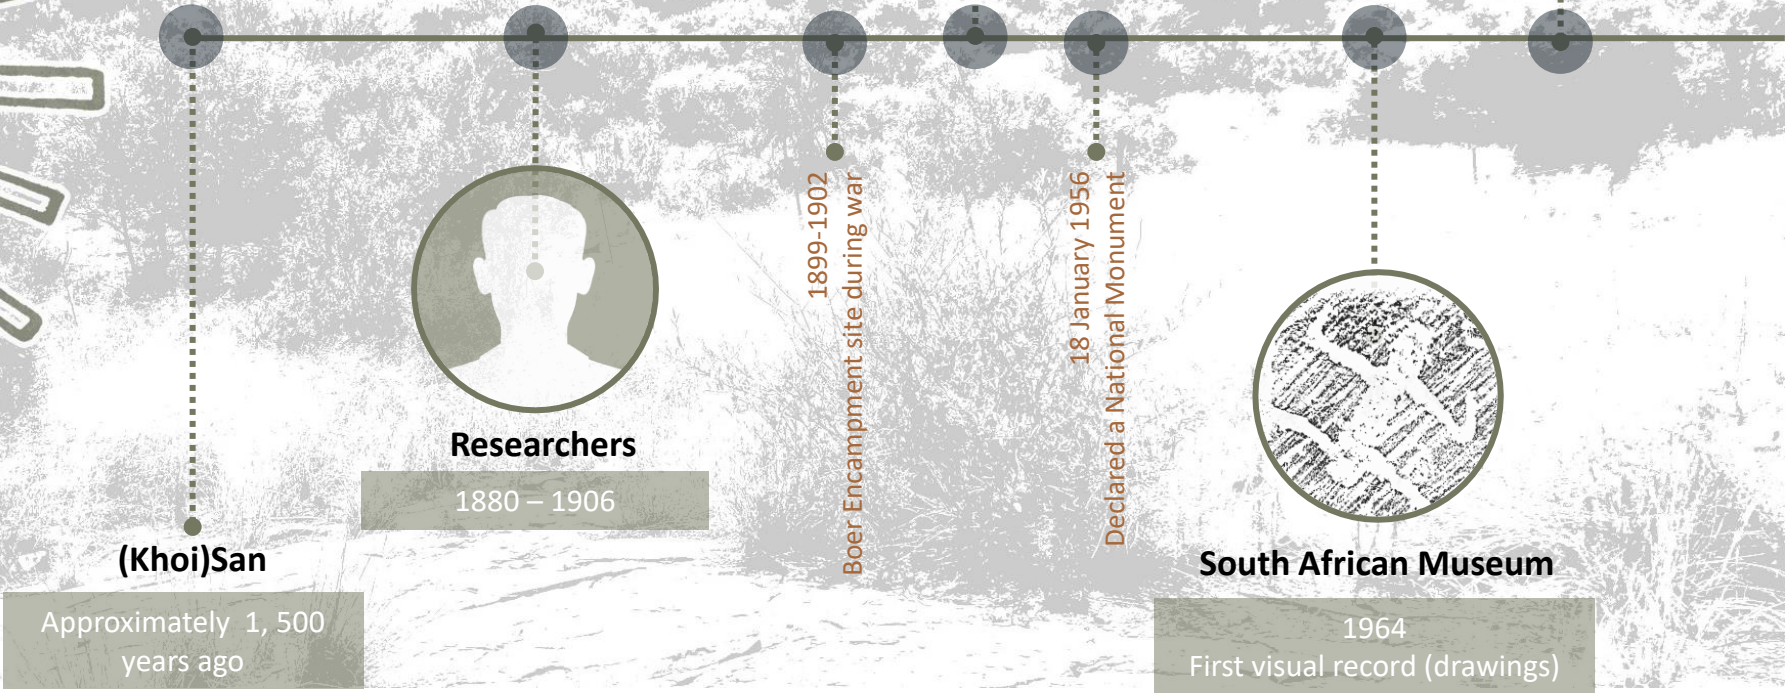 (Khoi)San
Approximately 1, 500
years ago
Researchers
1880 – 1906
1899-1902
Boer Encampment site during war
18 January 1956
Declared a National Monument
South African Museum
1964
First visual record (drawings)